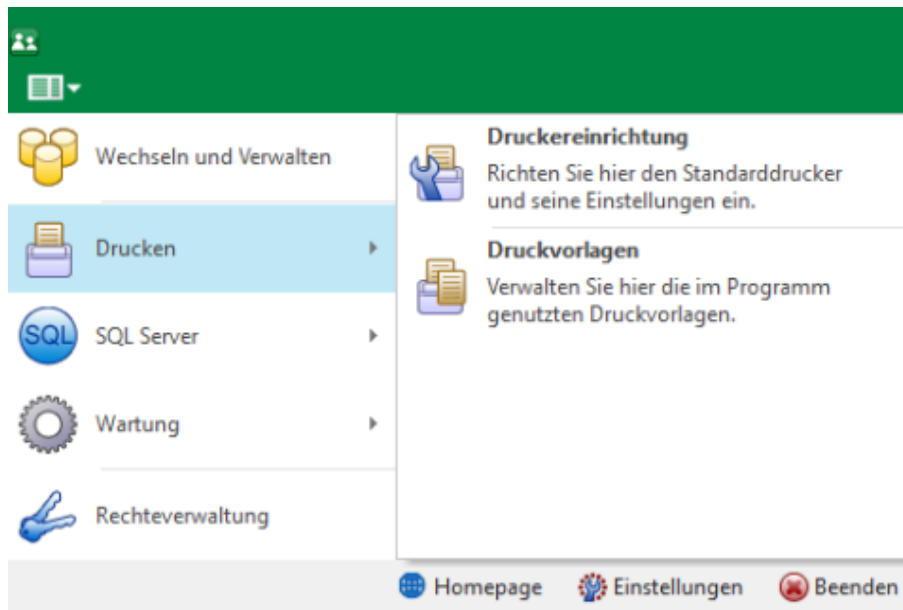 Wechseln und Verwalten
Drucken
SQL
SQL Server
Wartung
Rechteverwaltung
Druckereinrichtung
Richten Sie hier den Standarddrucker
und seine Einstellungen ein.
Druckvorlagen
Verwalten Sie hier die im Programm
genutzten Druckvorlagen.
Homepage
Einstellungen
Beenden